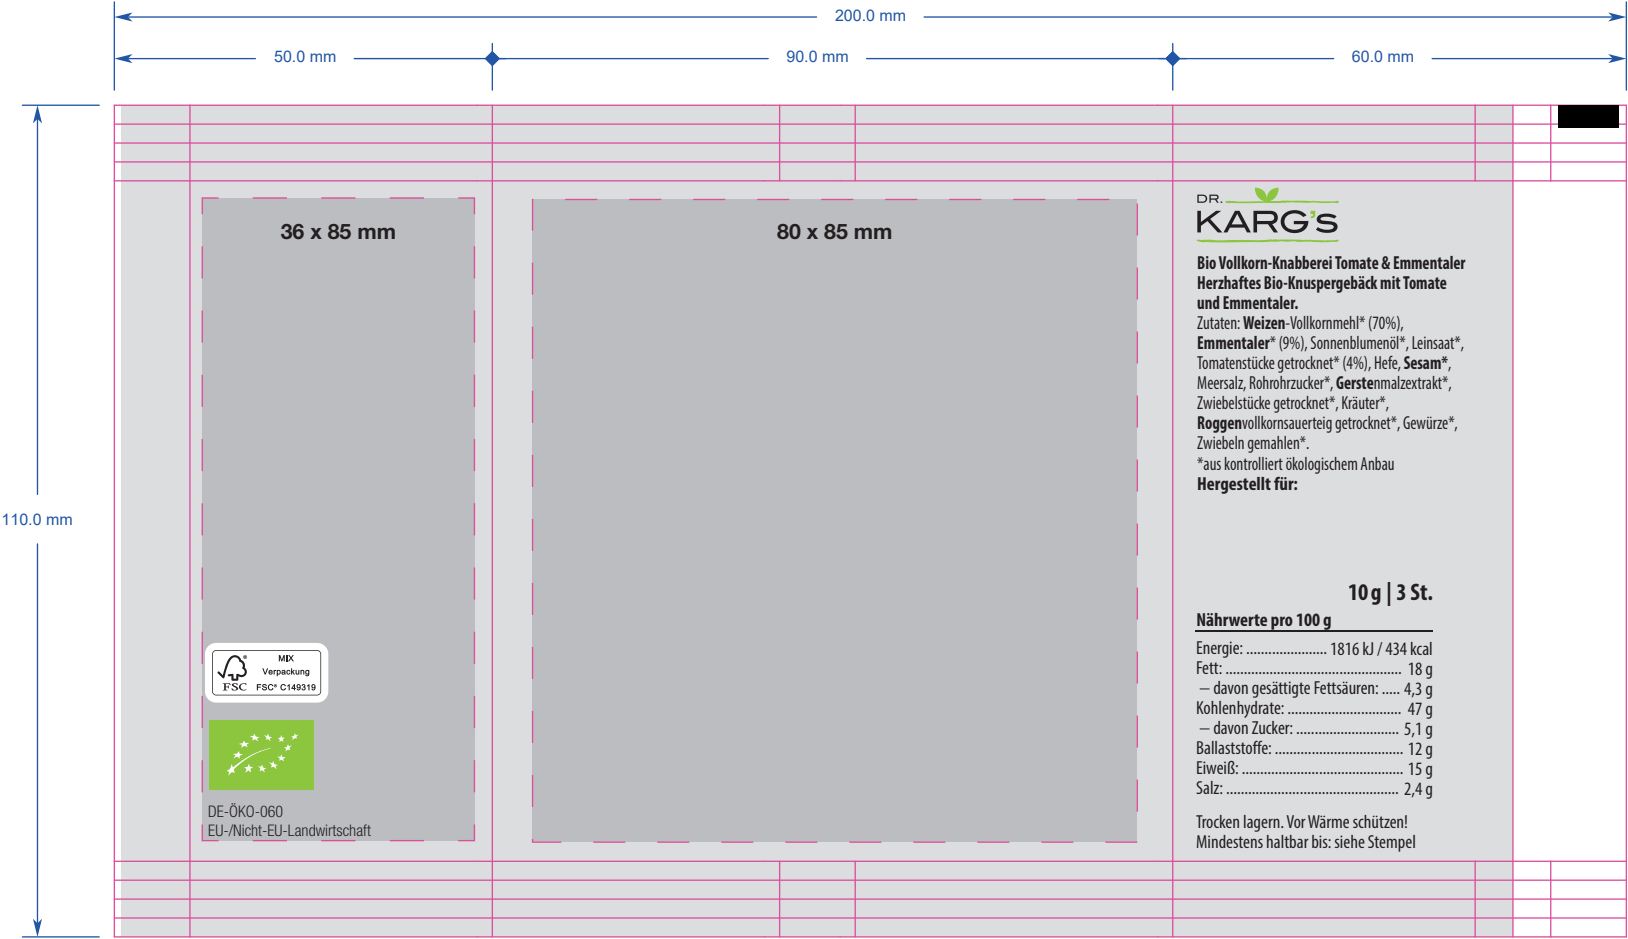 200.0 mm
50.0 mm
90.0 mm
60.0 mm
110.0 mm
36 x 85 mm
80 x 85 mm
MIX
Verpackung
FSC® C149319
FSC
DE-ÖKO-060
EU-/Nicht-EU-Landwirtschaft
DR.
KARG's
Bio Vollkorn-Knabberei Tomate & Emmentaler
Herzhaftes Bio-Knuspergebäck mit Tomate
und Emmentaler.
Zutaten: Weizen-Vollkornmehl* (70%),
Emmentaler* (9%), Sonnenblumenöl*, Leinsaat*,
Tomatenstücke getrocknet* (4%), Hefe, Sesam*,
Meersalz, Rohrohrzucker*, Gerstenmalzextrakt*,
Zwiebelstücke getrocknet*, Kräuter*,
Roggenvollkornsauerteig getrocknet*, Gewürze*,
Zwiebeln gemahlen*.
*aus kontrolliert ökologischem Anbau
Hergestellt für:
10 g | 3 St.
Nährwerte pro 100 g
Energie: ...................... 1816 kJ / 434 kcal
Fett: ................................................ 18 g
– davon gesättigte Fettsäuren: ..... 4,3 g
Kohlenhydrate: ............................... 47 g
– davon Zucker: ............................ 5,1 g
Ballaststoffe: ................................... 12 g
Eiweiß: ............................................ 15 g
Salz: ............................................... 2,4 g
Trocken lagern. Vor Wärme schützen!
Mindestens haltbar bis: siehe Stempel